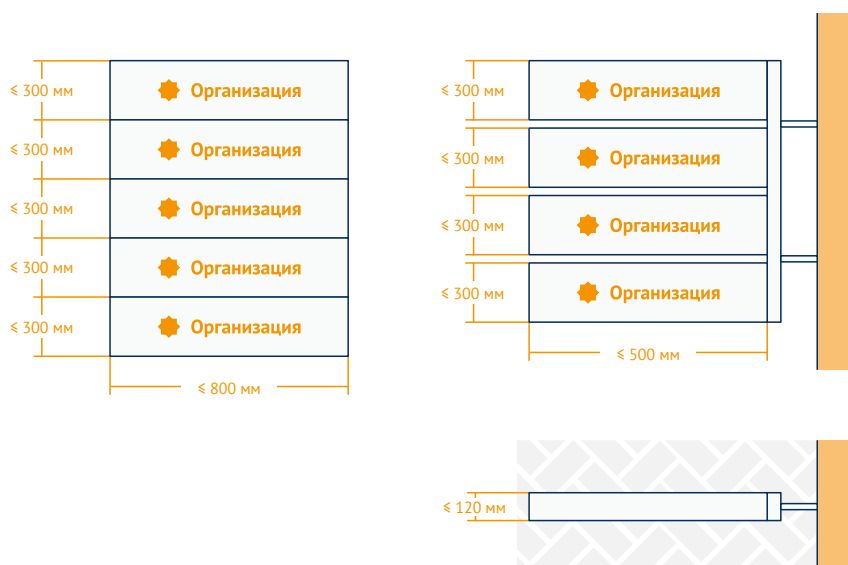 ≤ 300 мм
Организация
≤ 300 мм
Организация
≤ 300 мм
Организация
≤ 300 мм
Организация
≤ 300 мм
Организация
≤ 800 мм
≤ 300 мм
Организация
≤ 300 мм
Организация
≤ 300 мм
Организация
≤ 300 мм
Организация
≤ 500 мм
≤ 120 мм